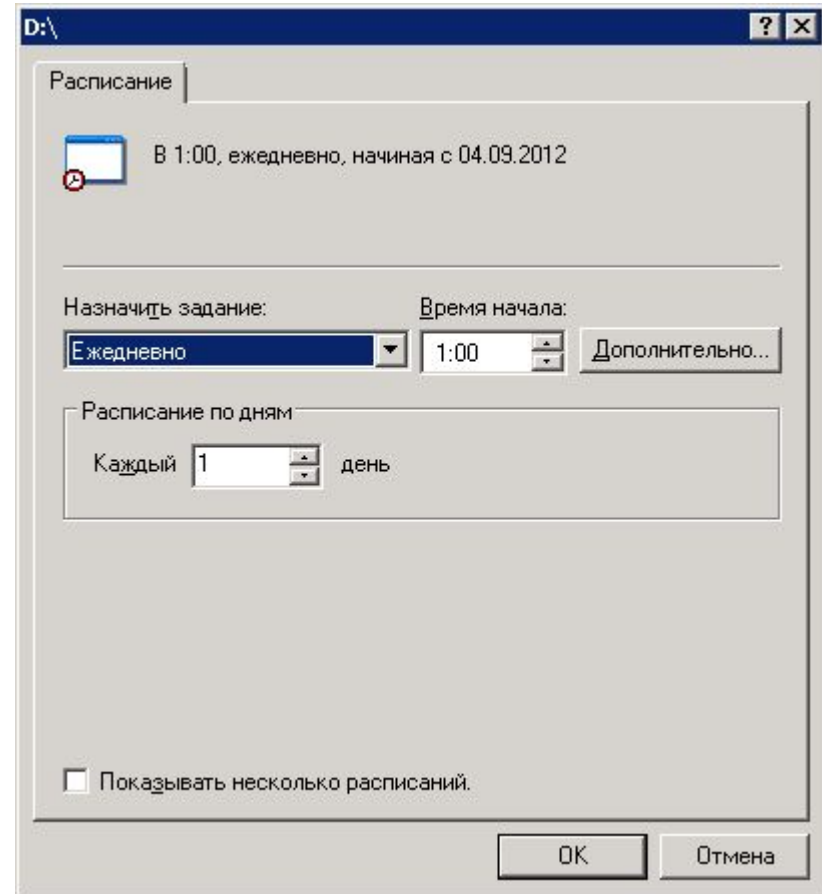 D:\
Расписание
В 1:00, ежедневно, начиная с 04.09.2012
Назначить задание: Время начала:
Ежедневно 1:00 Дополнительно...
Расписание по дням
Каждый 1 день
Показывать несколько расписаний.
OK Отмена